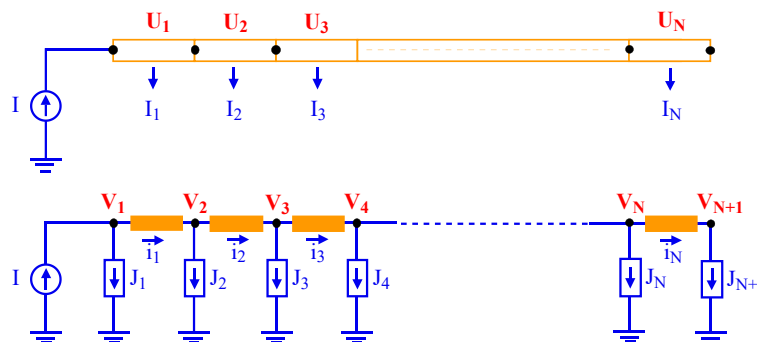 U1 U2 U3 UN
I I1 I2 I3 IN
V1 V2 V3 V4 VN VN+1
i1 i2 i3 iN
I J1 J2 J3 J4 JN JN+